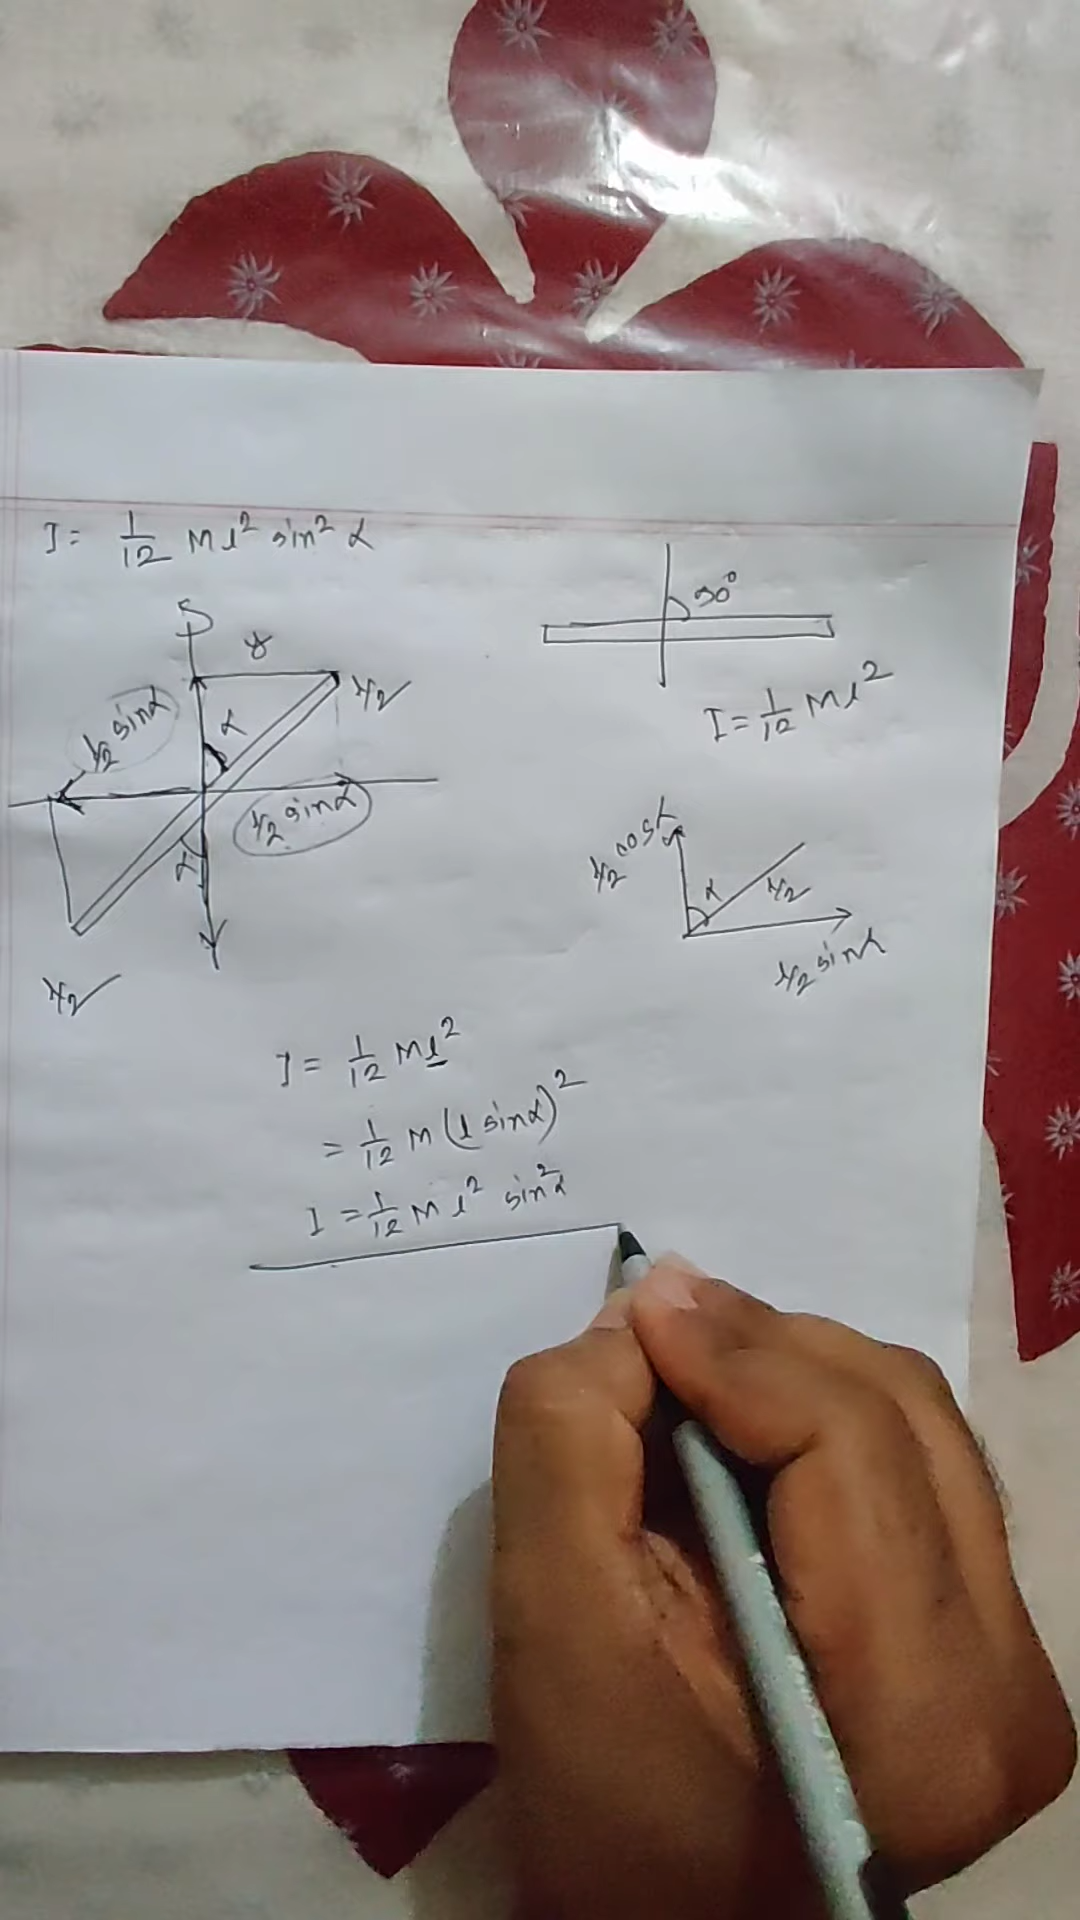 I = 1/12 Ml² sin² α
90°
r
l/2
l/2 sinα
α
I = 1/12 Ml²
l/2 sinα
α
l/2 cosα
α
l/2
l/2 sinα
l/2
I = 1/12 Ml²
= 1/12 M (l sinα)²
I = 1/12 M l² sin²α